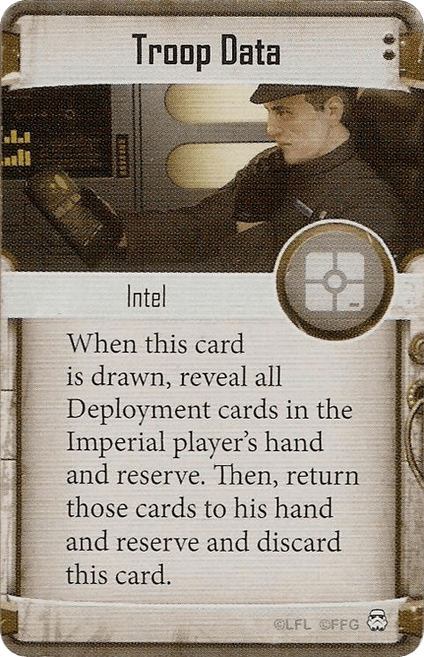 Troop Data
Intel
When this card
is drawn, reveal all
Deployment cards in the
Imperial player's hand
and reserve. Then, return
those cards to his hand
and reserve and discard
this card.
©LFL ©FFG